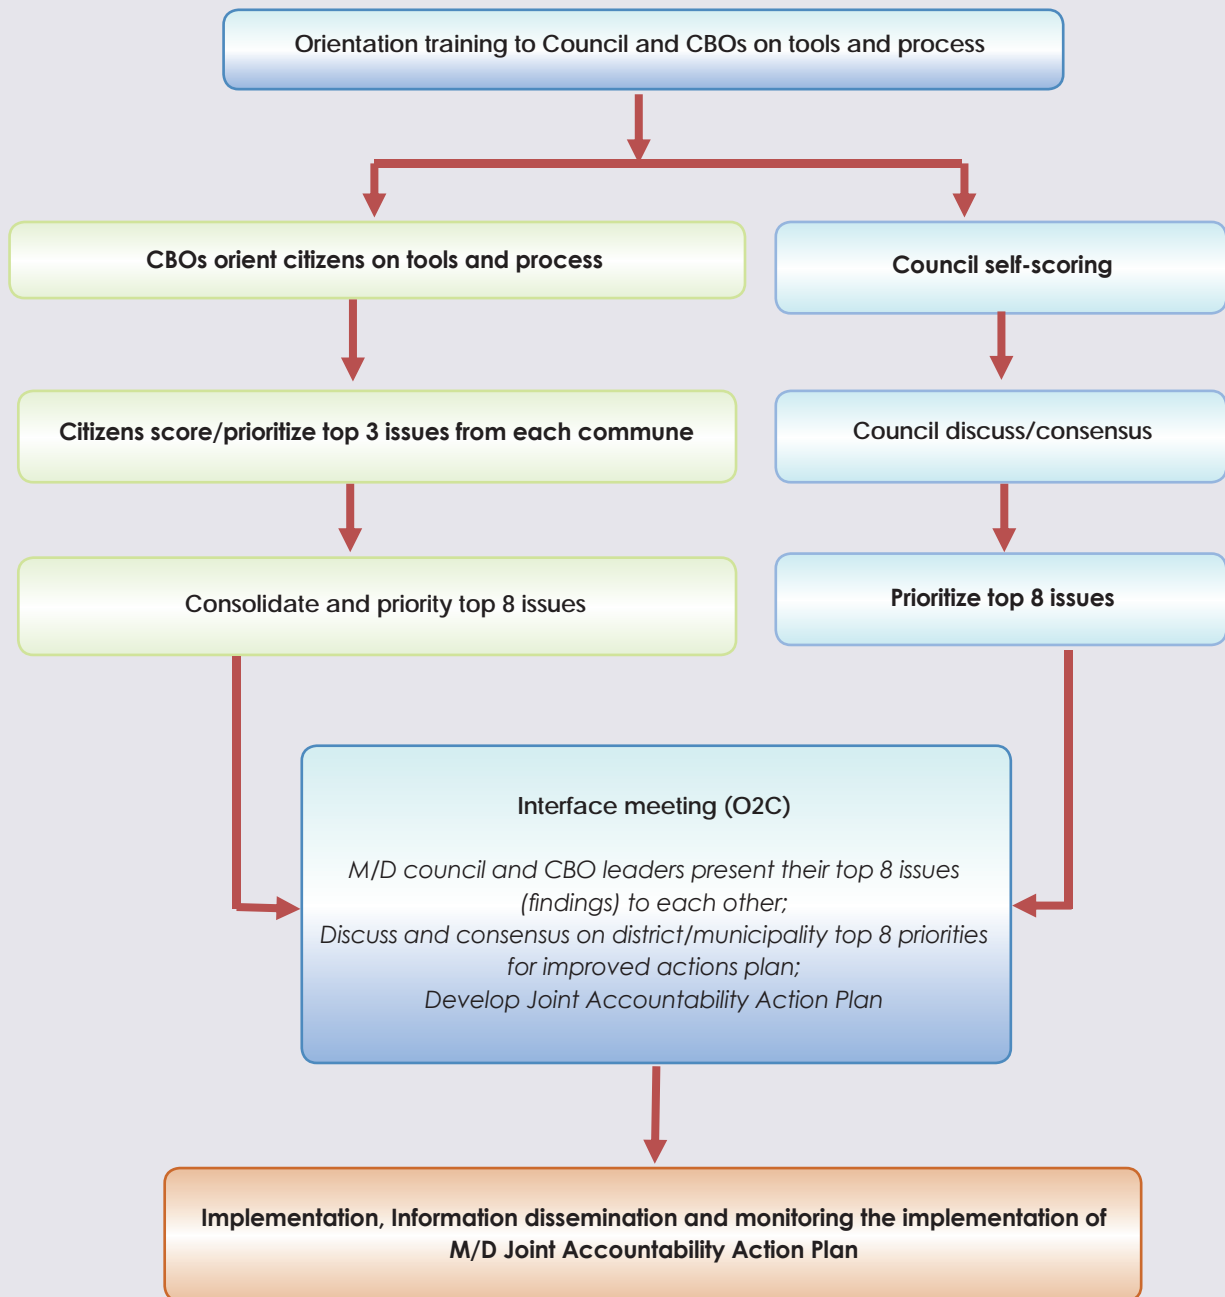 Orientation training to Council and CBOs on tools and process
CBOs orient citizens on tools and process
Council self-scoring
Citizens score/prioritize top 3 issues from each commune
Council discuss/consensus
Consolidate and priority top 8 issues
Prioritize top 8 issues
Interface meeting (O2C)
M/D council and CBO leaders present their top 8 issues
(findings) to each other;
Discuss and consensus on district/municipality top 8 priorities
for improved actions plan;
Develop Joint Accountability Action Plan
Implementation, Information dissemination and monitoring the implementation of
M/D Joint Accountability Action Plan